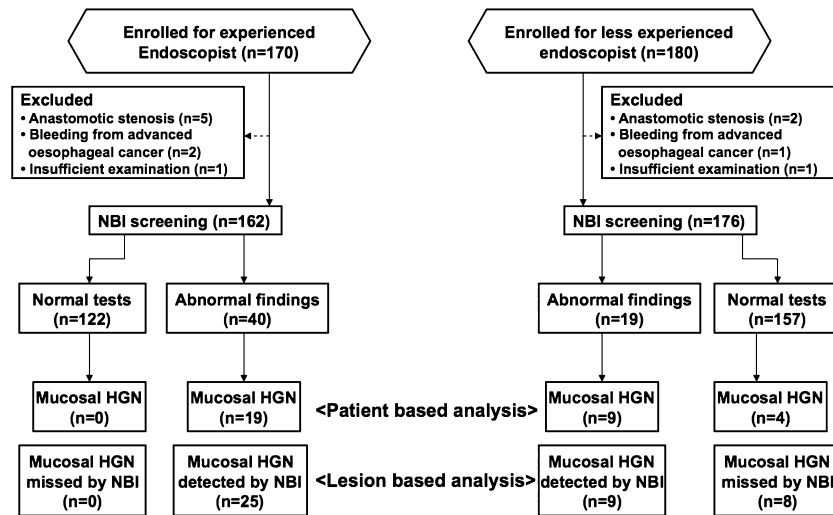 Enrolled for experienced
Endoscopist (n=170)
Enrolled for less experienced
endoscopist (n=180)
Excluded
• Anastomotic stenosis (n=5)
• Bleeding from advanced
oesophageal cancer (n=2)
• Insufficient examination (n=1)
Excluded
• Anastomotic stenosis (n=2)
• Bleeding from advanced
oesophageal cancer (n=1)
• Insufficient examination (n=1)
NBI screening (n=162)
NBI screening (n=176)
Normal tests
(n=122)
Abnormal findings
(n=40)
Abnormal findings
(n=19)
Normal tests
(n=157)
Mucosal HGN
(n=0)
Mucosal HGN
(n=19)
<Patient based analysis>
Mucosal HGN
(n=9)
Mucosal HGN
(n=4)
Mucosal HGN
missed by NBI
(n=0)
Mucosal HGN
detected by NBI
(n=25)
<Lesion based analysis>
Mucosal HGN
detected by NBI
(n=9)
Mucosal HGN
missed by NBI
(n=8)